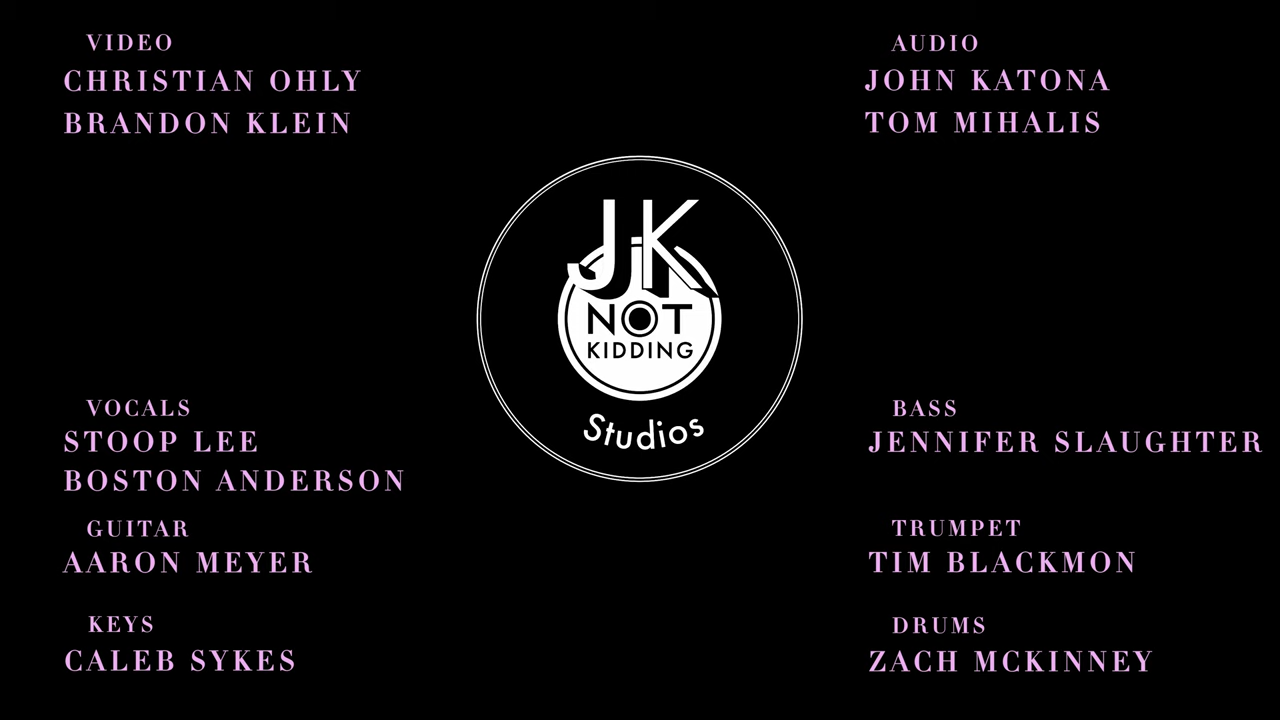 VIDEO
CHRISTIAN OHLY
BRANDON KLEIN
AUDIO
JOHN KATONA
TOM MIHALIS
JK
NOT
KIDDING
Studios
VOCALS
STOOP LEE
BOSTON ANDERSON
GUITAR
AARON MEYER
KEYS
CALEB SYKES
BASS
JENNIFER SLAUGHTER
TRUMPET
TIM BLACKMON
DRUMS
ZACH MCKINNEY